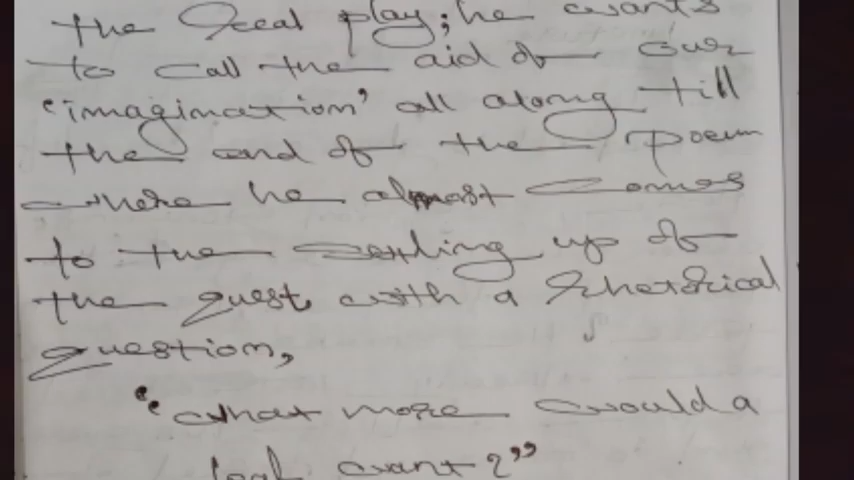 the real play; he wants
to call the aid of our
'imagination' all along till
the end of the poem
where he almost comes
to the settling up of
the quest with a rhetorical
question,
"what more would a
want?"